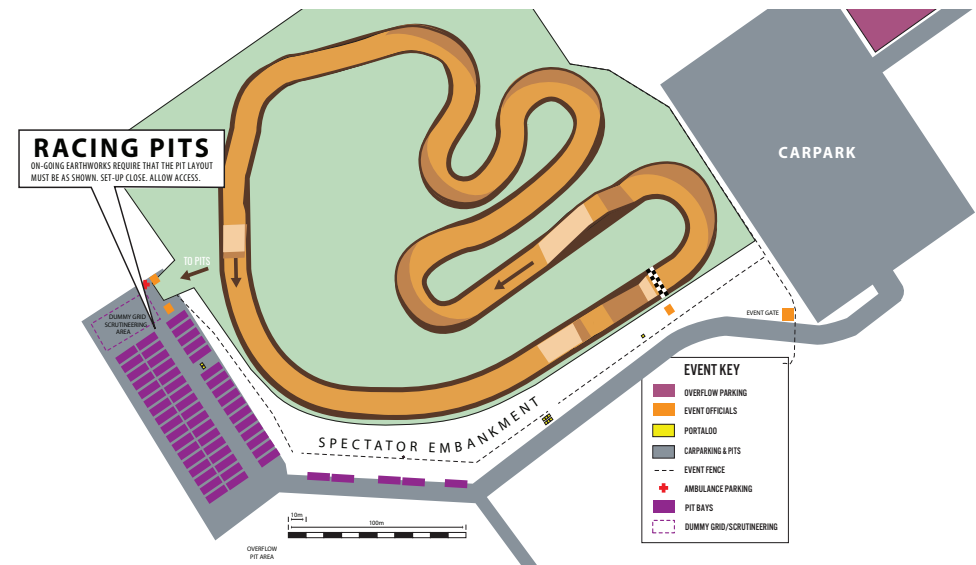 RACING PITS
ON-GOING EARTHWORKS REQUIRE THAT THE PIT LAYOUT
MUST BE AS SHOWN. SET-UP CLOSE. ALLOW ACCESS.
CARPARK
TO PITS
DUMMY GRID
SCRUTINEERING
AREA
EVENT GATE
SPECTATOR EMBANKMENT
EVENT KEY
OVERFLOW PARKING
EVENT OFFICIALS
PORTALOO
CARPARKING & PITS
EVENT FENCE
AMBULANCE PARKING
PIT BAYS
DUMMY GRID/SCRUTINEERING
10m
100m
OVERFLOW
PIT AREA